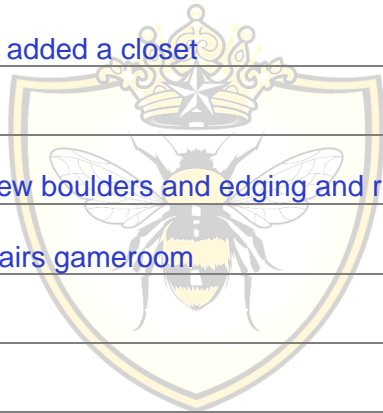 added a closet
ew boulders and edging and r
airs gameroom